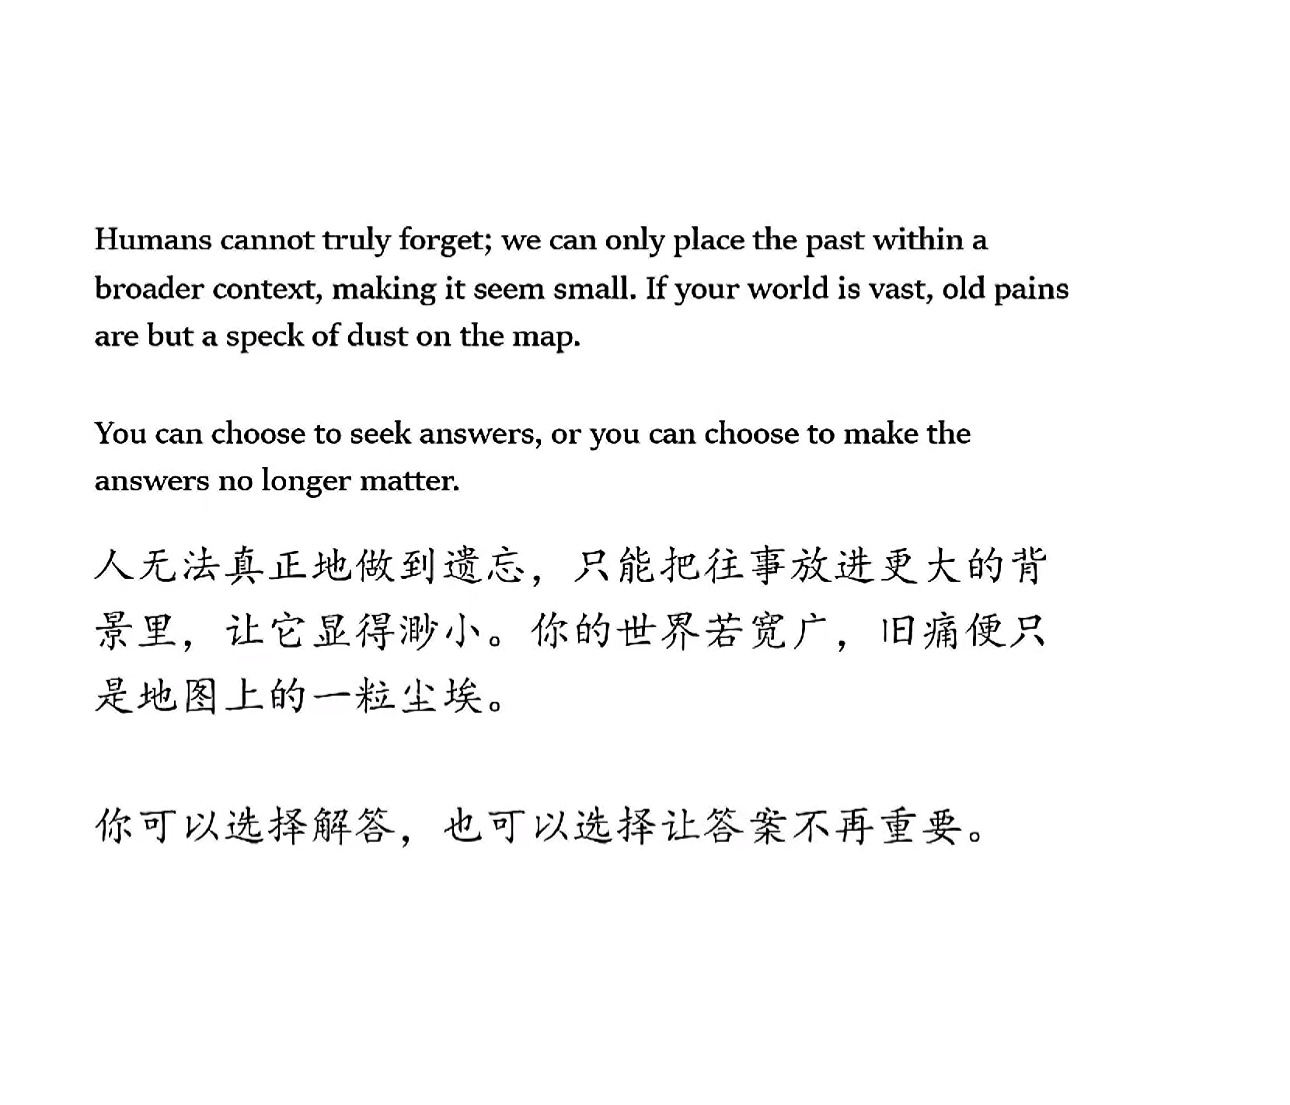 Humans cannot truly forget; we can only place the past within a
broader context, making it seem small. If your world is vast, old pains
are but a speck of dust on the map.
You can choose to seek answers, or you can choose to make the
answers no longer matter.
人无法真正地做到遗忘，只能把往事放进更大的背
景里，让它显得渺小。你的世界若宽广，旧痛便只
是地图上的一粒尘埃。
你可以选择解答，也可以选择让答案不再重要。